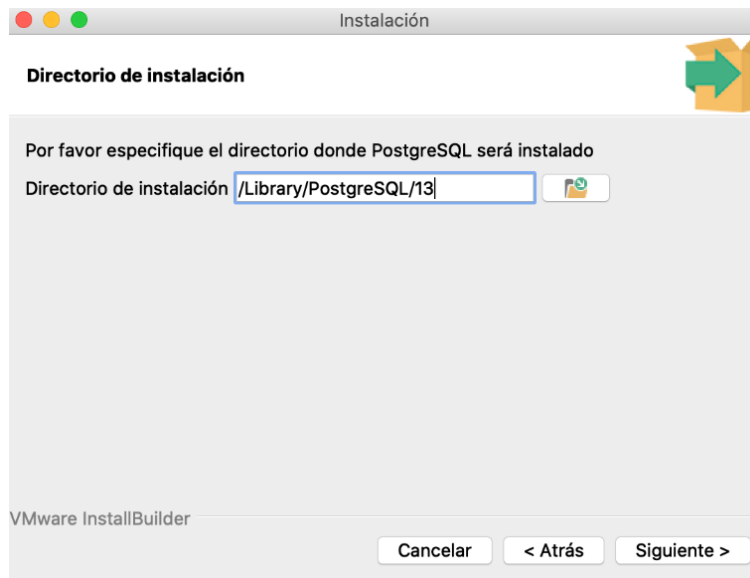 Instalación
Directorio de instalación
Por favor especifique el directorio donde PostgreSQL será instalado
Directorio de instalación /Library/PostgreSQL/13
VMware InstallBuilder
Cancelar < Atrás Siguiente >